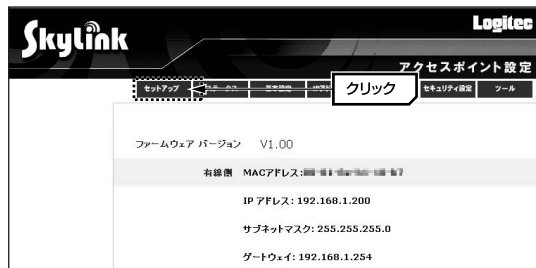 Skylink
Logitec
アクセスポイント設定
セットアップ クリック セキュリティ設定 ツール
ファームウェア バージョン V1.00
有線側 MACアドレス:
IP アドレス: 192.168.1.200
サブネットマスク: 255.255.255.0
ゲートウェイ: 192.168.1.254